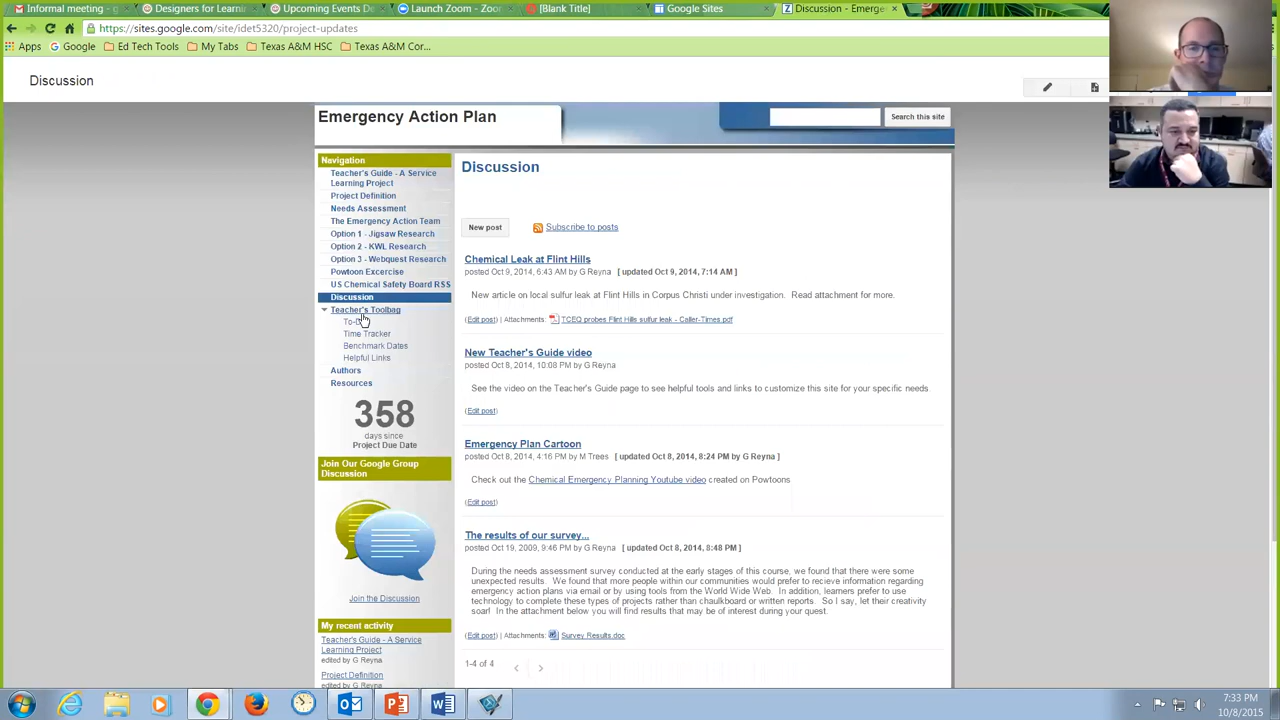 Informal meeting - g
Designers for Learnin
Upcoming Events De
Launch Zoom - Zoom
[Blank Title]
Google Sites
Discussion - Emerge
https://sites.google.com/site/idet5320/project-updates
Apps
Google
Ed Tech Tools
My Tabs
Texas A&M HSC
Texas A&M Cor...
Discussion
Emergency Action Plan
Search this site
Navigation
Teacher's Guide - A Service
Learning Project
Project Definition
Needs Assessment
The Emergency Action Team
Option 1 - Jigsaw Research
Option 2 - KWL Research
Option 3 - Webquest Research
Powtoon Excercise
US Chemical Safety Board RSS
Discussion
Teacher's Toolbag
Time Tracker
Benchmark Dates
Helpful Links
Authors
Resources
358
days since
Project Due Date
Join Our Google Group
Discussion
Join the Discussion
My recent activity
Teacher's Guide - A Service
Learning Project
edited by G Reyna
Project Definition
edited by G Reyna
Discussion
New post
Subscribe to posts
Chemical Leak at Flint Hills
posted Oct 9, 2014, 6:43 AM by G Reyna [ updated Oct 9, 2014, 7:14 AM ]
New article on local sulfur leak at Flint Hills in Corpus Christi under investigation. Read attachment for more.
(Edit post) | Attachments: TCEQ probes Flint Hills sulfur leak - Caller-Times.pdf
New Teacher's Guide video
posted Oct 8, 2014, 10:08 PM by G Reyna
See the video on the Teacher's Guide page to see helpful tools and links to customize this site for your specific needs.
(Edit post)
Emergency Plan Cartoon
posted Oct 8, 2014, 4:16 PM by M Trees [ updated Oct 8, 2014, 8:24 PM by G Reyna ]
Check out the Chemical Emergency Planning Youtube video created on Powtoons
(Edit post)
The results of our survey...
posted Oct 19, 2009, 9:46 PM by G Reyna [ updated Oct 8, 2014, 8:48 PM ]
During the needs assessment survey conducted at the early stages of this course, we found that there were some
unexpected results. We found that more people within our communities would prefer to recieve information regarding
emergency action plans via email or by using tools from the World Wide Web. In addition, learners prefer to use
technology to complete these types of projects rather than chaulkboard or written reports. So I say, let their creativity
soar! In the attachment below you will find results that may be of interest during your quest.
(Edit post) | Attachments: Survey Results.doc
1-4 of 4
7:33 PM
10/8/2015